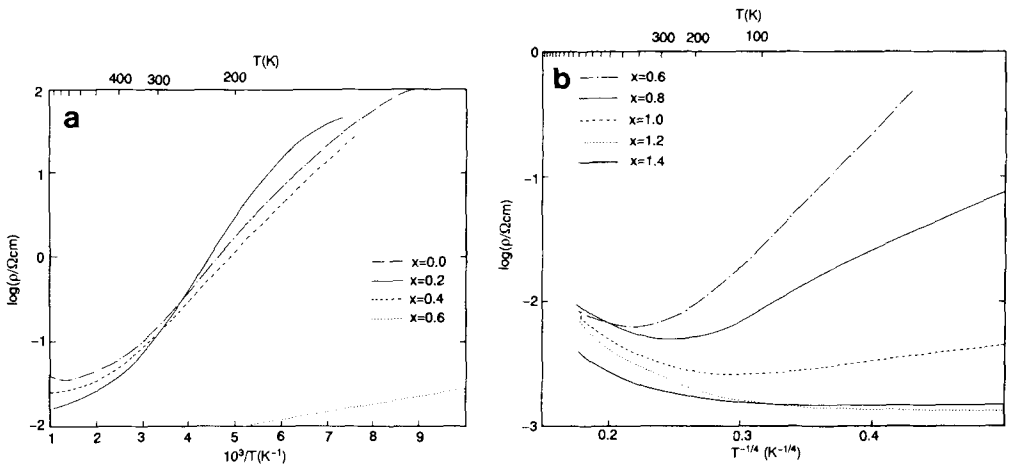 T(K)
400 300 200
a
2
1
0
−1
−2
log(ρ/Ωcm)
x=0.0
x=0.2
x=0.4
x=0.6
1 2 3 4 5 6 7 8 9
10³/T(K⁻¹)
T(K)
300 200 100
b
0
−1
−2
−3
log(ρ/Ωcm)
x=0.6
x=0.8
x=1.0
x=1.2
x=1.4
0.2 0.3 0.4
T⁻¹/⁴ (K⁻¹/⁴)